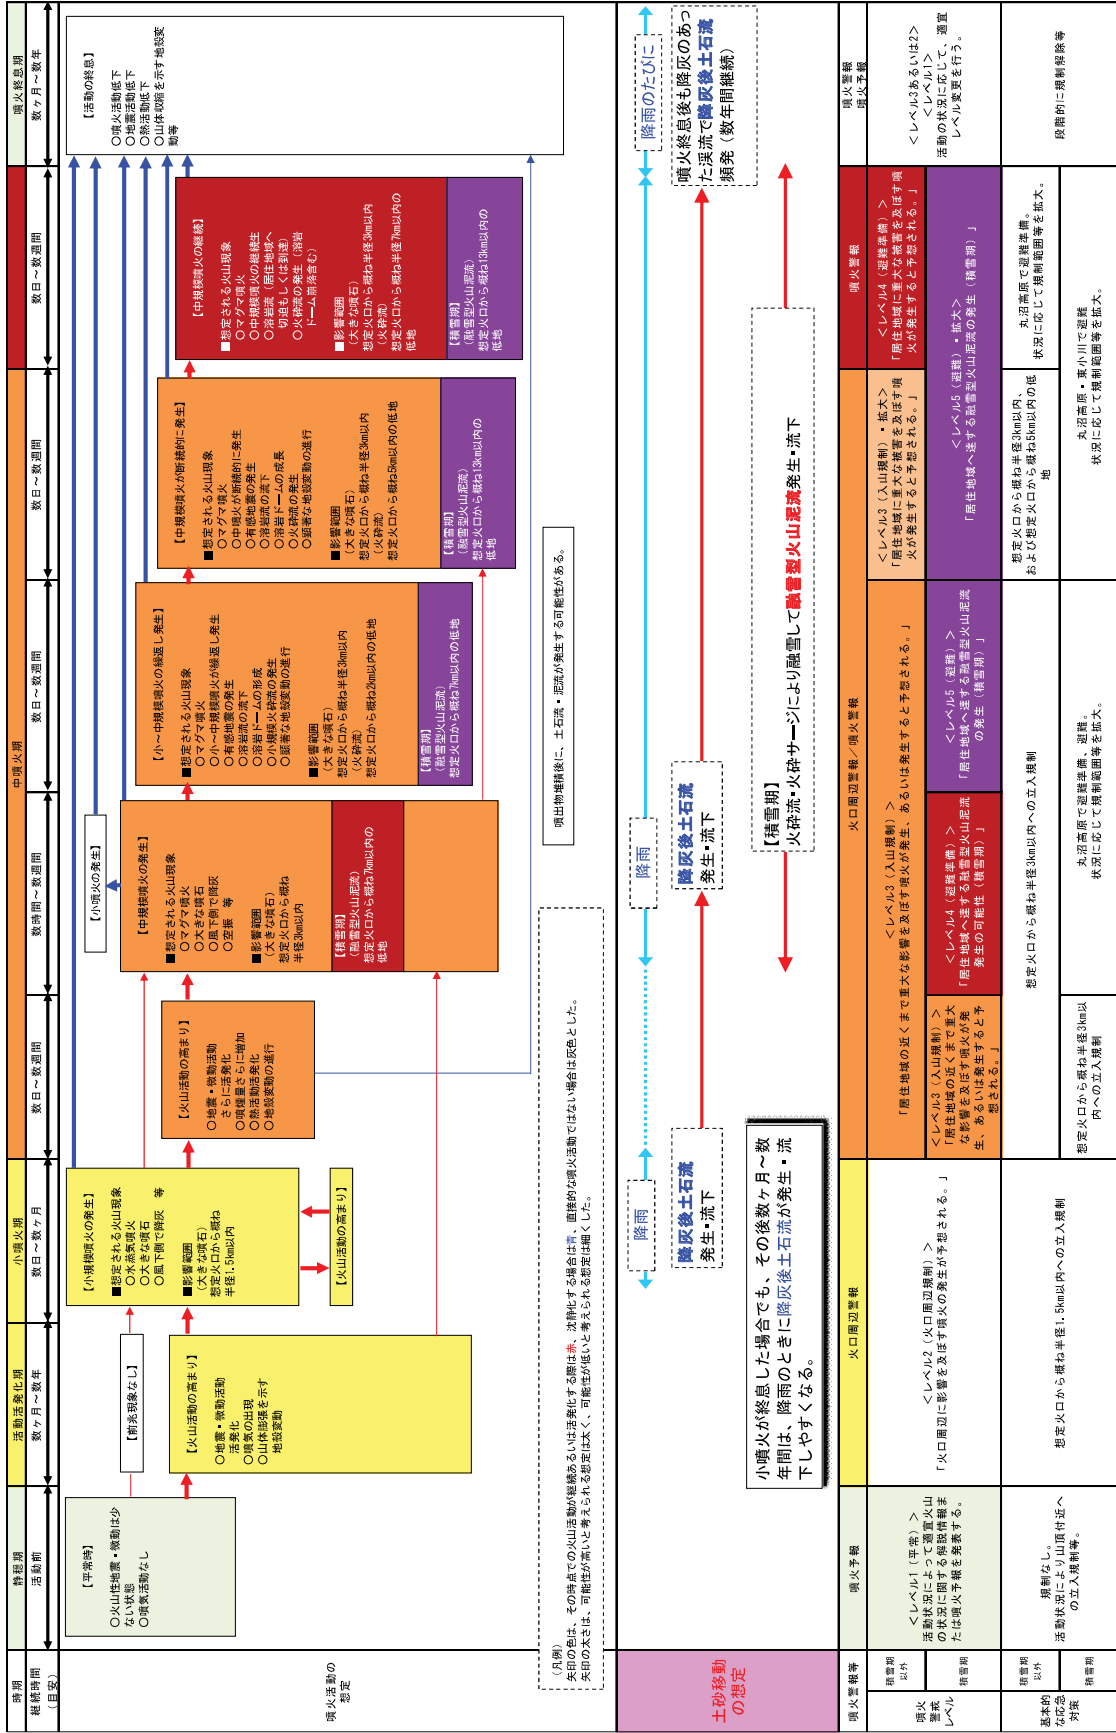 時期
静穏期
活動活発化期
小噴火期
中噴火期
噴火終息期
継続時間
(目安)
活動前
数ヶ月～数年
数日～数ヶ月
数日～数週間
数時間～数週間
数日～数週間
数日～数週間
数日～数週間
数ヶ月～数年
噴火活動の
想定
【平常時】
○火山性地震・微動は少
ない状態
○噴気活動なし
【前兆現象なし】
【火山活動の高まり】
○地震・微動活動
活発化
○噴気の出現
○山体膨張を示す
地殻変動
【小規模噴火の発生】
■想定される火山現象
○水蒸気噴火
○大きな噴石
○風下側で降灰 等
■影響範囲
(大きな噴石)
想定火口から概ね
半径1.5km以内
【火山活動の高まり】
【火山活動の高まり】
○地震・微動活動
さらに活発化
○噴煙量さらに増加
○熱活動活発化
○地殻変動の進行
【小噴火の発生】
【中規模噴火の発生】
■想定される火山現象
○マグマ噴火
○大きな噴石
○風下側で降灰
○空振 等
■影響範囲
(大きな噴石)
想定火口から概ね
半径3km以内
【積雪期】
(融雪型火山泥流)
想定火口から概ね7km以内の
低地
【小～中規模噴火の繰返し発生】
■想定される火山現象
○マグマ噴火
○小～中規模噴火が繰返し発生
○有感地震の発生
○溶岩流の流下
○溶岩ドームの形成
○小規模火砕流の発生
○顕著な地殻変動の進行
■影響範囲
(大きな噴石)
想定火口から概ね半径3km以内
(火砕流)
想定火口から概ね2km以内の低地
【積雪期】
(融雪型火山泥流)
想定火口から概ね7km以内の低地
【中規模噴火が断続的に発生】
■想定される火山現象
○マグマ噴火
○中噴火が断続的に発生
○有感地震の発生
○溶岩流の流下
○溶岩ドームの成長
○火砕流の発生
○顕著な地殻変動の進行
■影響範囲
(大きな噴石)
想定火口から概ね半径3km以内
(火砕流)
想定火口から概ね5km以内の低地
【積雪期】
(融雪型火山泥流)
想定火口から概ね13km以内の
低地
【中規模噴火の継続】
■想定される火山現象
○マグマ噴火
○中規模噴火の継続生
○溶岩流(居住地域へ
切迫もしくは到達)
○火砕流の発生(溶岩
ドーム崩落含む)
■影響範囲
(大きな噴石)
想定火口から概ね半径3km以内
(火砕流)
想定火口から概ね半径7km以内の
低地
【積雪期】
(融雪型火山泥流)
想定火口から概ね13km以内の
低地
【活動の終息】
○噴火活動低下
○地震活動低下
○熱活動低下
○山体収縮を示す地殻変
動等
噴出物堆積後に、土石流・泥流が発生する可能性がある。
(凡例)
矢印の色は、その時点での火山活動が継続あるいは活発化する際は赤、沈静化する場合は青、直接的な噴火活動ではない場合は灰色とした。
矢印の太さは、可能性が高いと考えられる想定は太く、可能性が低いと考えられる想定は細くした。
土砂移動
の想定
降雨
降雨
降雨のたびに
降灰後土石流
発生・流下
降灰後土石流
発生・流下
噴火終息後も降灰のあっ
た渓流で降灰後土石流
頻発(数年間継続)
小噴火が終息した場合でも、その後数ヶ月～数
年間は、降雨のときに降灰後土石流が発生・流
下しやすくなる。
【積雪期】
火砕流・火砕サージにより融雪して融雪型火山泥流発生・流下
噴火警報等
噴火予報
火口周辺警報
火口周辺警報／噴火警報
噴火警報
噴火警報
噴火予報
噴火
警戒
レベル
積雪期
以外
積雪期
＜レベル1(平常)＞
活動状況によって適宜火山
の状況に関する解説情報ま
たは噴火予報を発表する。
＜レベル2(火口周辺規制)＞
「火口周辺に影響を及ぼす噴火の発生が予想される。」
＜レベル3(入山規制)＞
「居住地域の近くまで重大な影響を及ぼす噴火が発生、あるいは発生すると予想される。」
＜レベル3(入山規制)・拡大＞
「居住地域に重大な被害を及ぼす噴
火が発生すると予想される。」
＜レベル4(避難準備)＞
「居住地域に重大な被害を及ぼす噴
火が発生すると予想される。」
＜レベル3あるいは2＞
＜レベル1＞
活動の状況に応じて、適宜
レベル変更を行う。
＜レベル3(入山規制)＞
「居住地域の近くまで重大
な影響を及ぼす噴火が発
生、あるいは発生すると予
想される。」
＜レベル4(避難準備)＞
「居住地域へ達する融雪型火山泥流
発生の可能性(積雪期)」
＜レベル5(避難)＞
「居住地域へ達する融雪型火山泥流
の発生(積雪期)」
＜レベル5(避難)・拡大＞
「居住地域へ達する融雪型火山泥流の発生(積雪期)」
基本的
な応急
対策
積雪期
以外
積雪期
規制なし。
活動状況により山頂付近へ
の立入規制等。
想定火口から概ね半径1.5km以内への立入規制
想定火口から概ね半径3km以内への立入規制
想定火口から概ね半径3km以内、
および想定火口から概ね5km以内の低
地
丸沼高原で避難準備。
状況に応じて規制範囲等を拡大。
段階的に規制解除等
想定火口から概ね半径3km以
内への立入規制
丸沼高原で避難準備、避難。
状況に応じて規制範囲等を拡大。
丸沼高原・東小川で避難
状況に応じて規制範囲等を拡大。